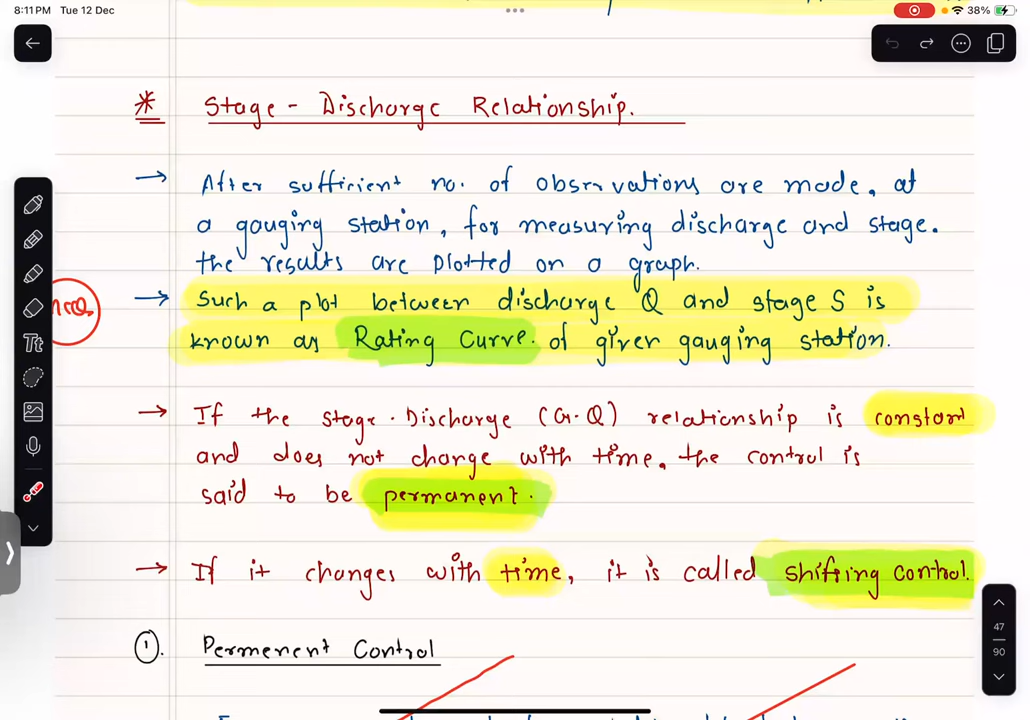 8:11 PM Tue 12 Dec
38%
* Stage - Discharge Relationship.
→ After sufficient no. of observations are made, at
a gauging station, for measuring discharge and stage.
the results are plotted on a graph.
→ Such a plot between discharge Q and stage S is
known as Rating Curve. of given gauging station.
→ If the Stage - Discharge (G-Q) relationship is constant
and does not change with time, the control is
said to be permanent.
→ If it changes with time, it is called shifting control.
①. Permenent Control
Tt
47
90